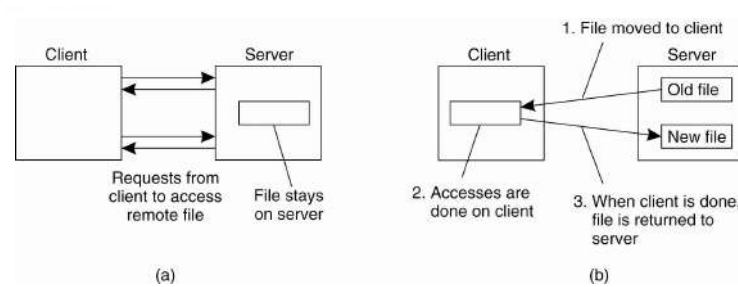 Client
Server
Requests from
client to access
remote file
File stays
on server
(a)
1. File moved to client
Client
Server
Old file
New file
2. Accesses are
done on client
3. When client is done,
file is returned to
server
(b)